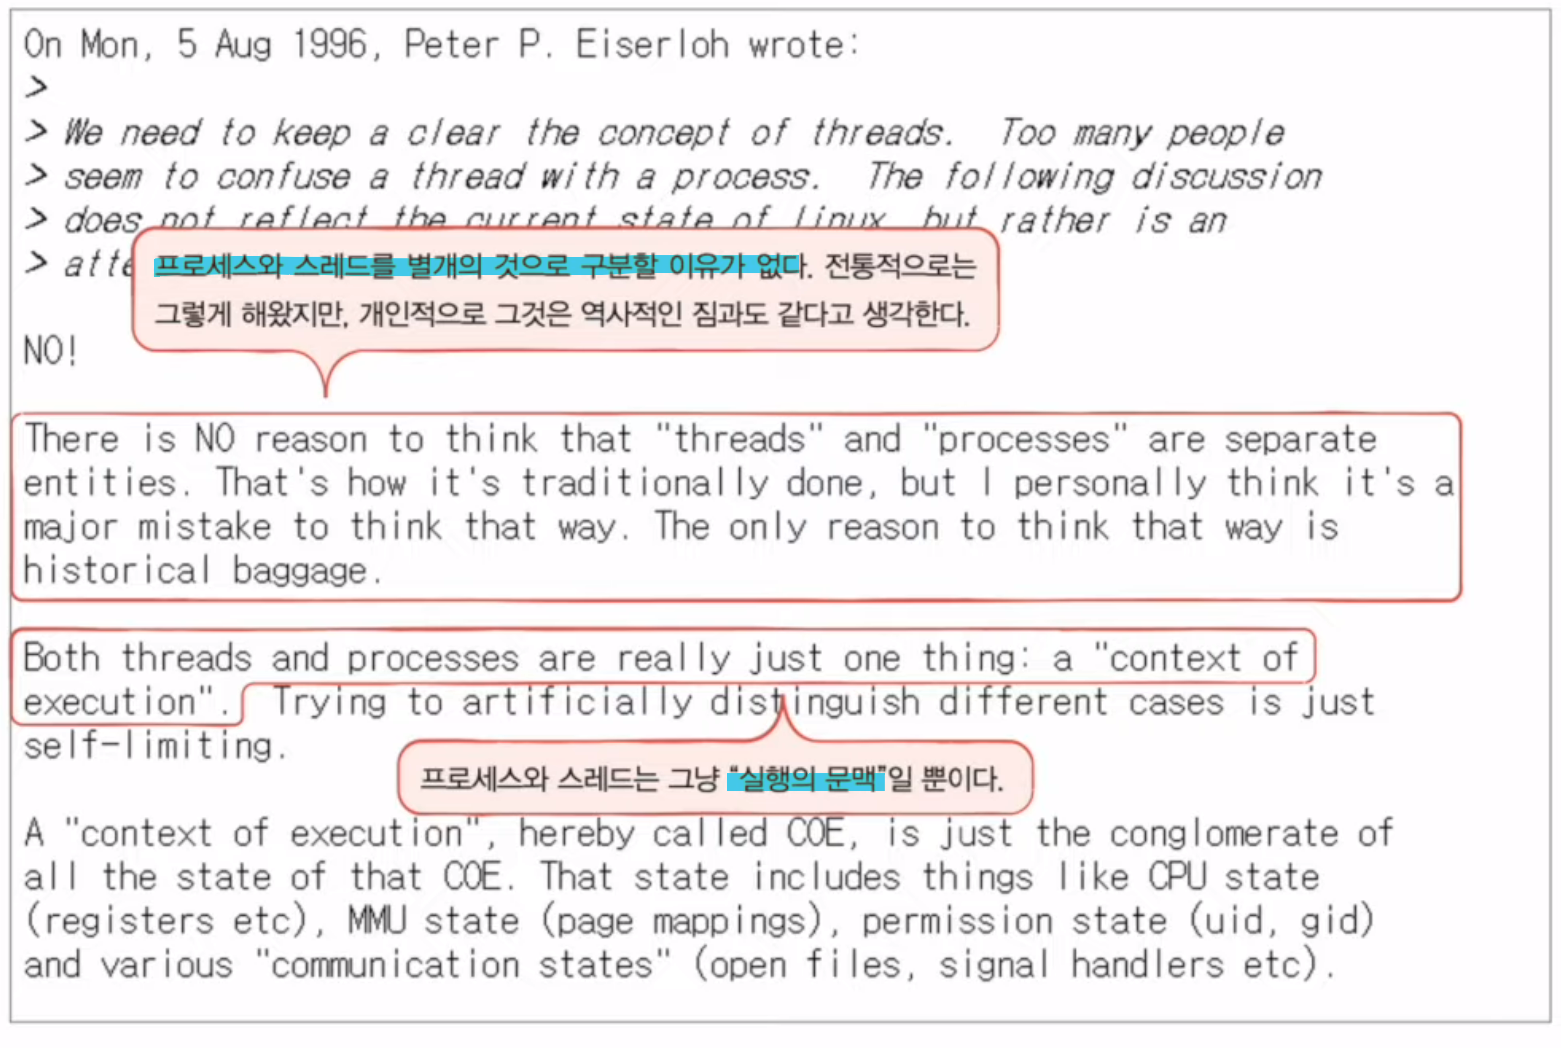 On Mon, 5 Aug 1996, Peter P. Eiserloh wrote:
>
> We need to keep a clear the concept of threads.  Too many people
> seem to confuse a thread with a process.  The following discussion
> does not reflect the current state of linux, but rather is an
>
프로세스와 스레드를 별개의 것으로 구분할 이유가 없다. 전통적으로는
그렇게 해왔지만, 개인적으로 그것은 역사적인 짐과도 같다고 생각한다.
NO!
There is NO reason to think that "threads" and "processes" are separate
entities. That's how it's traditionally done, but I personally think it's a
major mistake to think that way. The only reason to think that way is
historical baggage.
Both threads and processes are really just one thing: a "context of
execution".  Trying to artificially distinguish different cases is just
self-limiting.
프로세스와 스레드는 그냥 “실행의 문맥”일 뿐이다.
A "context of execution", hereby called COE, is just the conglomerate of
all the state of that COE. That state includes things like CPU state
(registers etc), MMU state (page mappings), permission state (uid, gid)
and various "communication states" (open files, signal handlers etc).